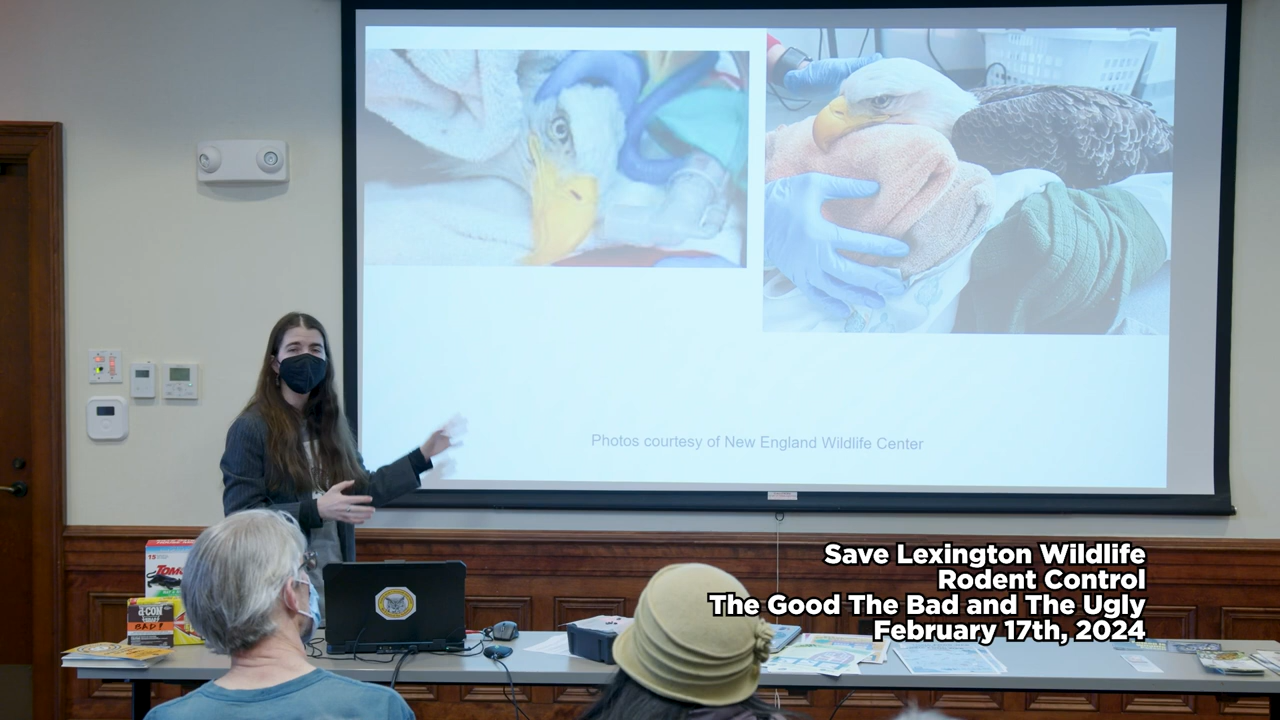 Photos courtesy of New England Wildlife Center
Save Lexington Wildlife
Rodent Control
The Good The Bad and The Ugly
February 17th, 2024
TOM
d-CON
BAD!